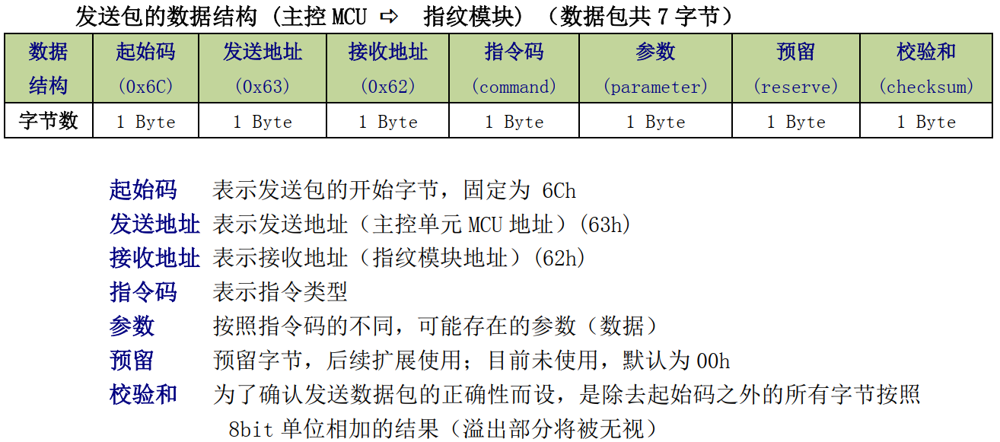 发送包的数据结构 (主控 MCU ➪ 指纹模块) （数据包共 7 字节）
数据结构 起始码 (0x6C) 发送地址 (0x63) 接收地址 (0x62) 指令码 (command) 参数 (parameter) 预留 (reserve) 校验和 (checksum)
字节数 1 Byte 1 Byte 1 Byte 1 Byte 1 Byte 1 Byte 1 Byte
起始码 表示发送包的开始字节，固定为 6Ch
发送地址 表示发送地址（主控单元 MCU 地址）(63h)
接收地址 表示接收地址（指纹模块地址）(62h)
指令码 表示指令类型
参数 按照指令码的不同，可能存在的参数（数据）
预留 预留字节，后续扩展使用；目前未使用，默认为 00h
校验和 为了确认发送数据包的正确性而设，是除去起始码之外的所有字节按照
8bit 单位相加的结果（溢出部分将被无视）